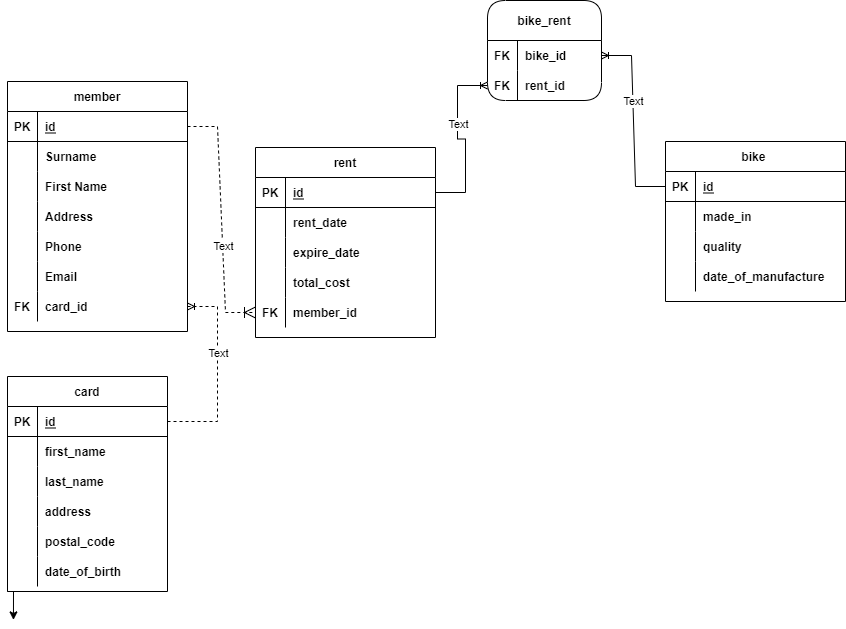 bike_rent
FK bike_id
FK rent_id
Text
Text
member
PK id
Surname
First Name
Address
Phone
Email
FK card_id
Text
rent
PK id
rent_date
expire_date
total_cost
FK member_id
bike
PK id
made_in
quality
date_of_manufacture
Text
card
PK id
first_name
last_name
address
postal_code
date_of_birth